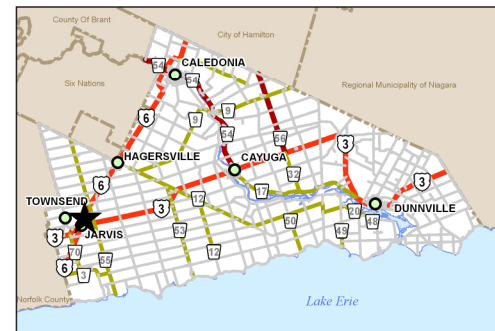 County Of Brant
City of Hamilton
CALEDONIA
54
54
Six Nations
Regional Municipality of Niagara
6
9
9
54
56
3
HAGERSVILLE
CAYUGA
32
3
6
12
17
TOWNSEND
3
DUNNVILLE
20
48
50
3
JARVIS
53
49
12
70
55
6
3
Norfolk County
Lake Erie